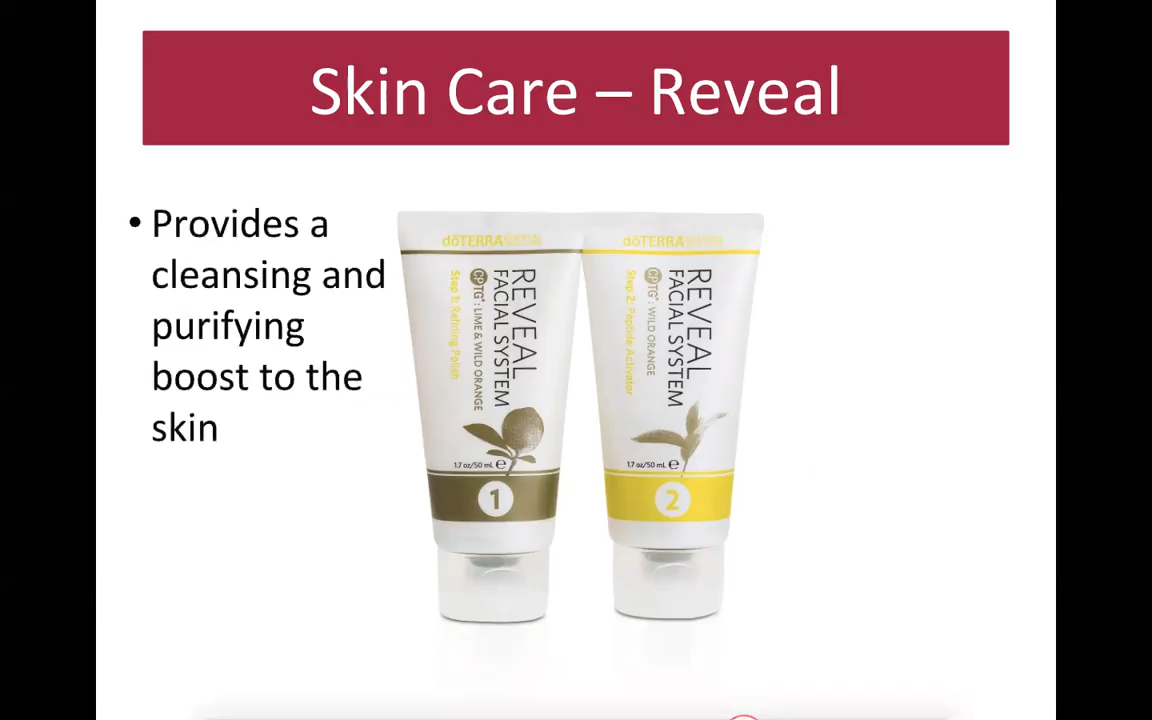 Skin Care – Reveal
• Provides a
cleansing and
purifying
boost to the
skin
dōTERRA
REVEAL
FACIAL SYSTEM
CPTG®: LIME & WILD ORANGE
Step 1: Refining Polish
1.7 oz/50 mL ℮
1
dōTERRA
REVEAL
FACIAL SYSTEM
CPTG®: WILD ORANGE
Step 2: Peptide Activator
1.7 oz/50 mL ℮
2